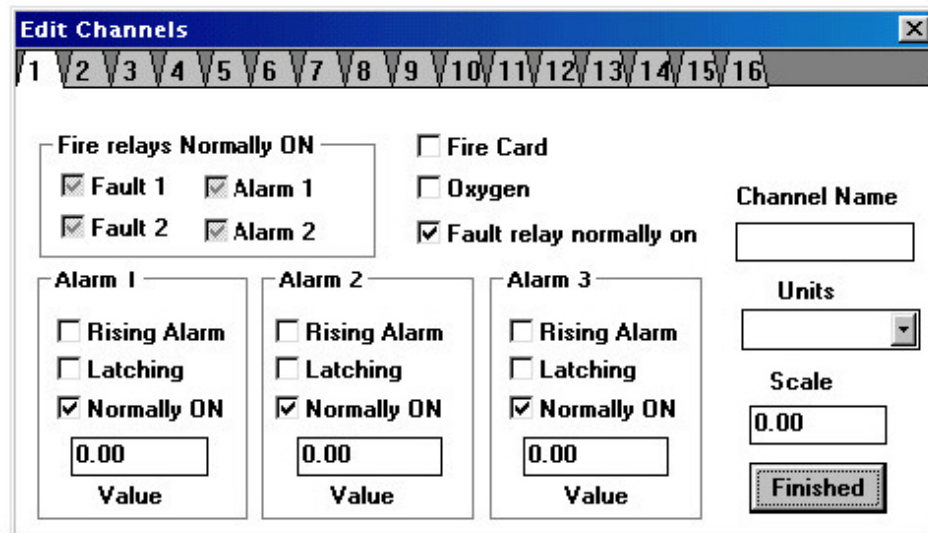 Edit Channels
1 2 3 4 5 6 7 8 9 10 11 12 13 14 15 16
Fire relays Normally ON
Fault 1 Alarm 1
Fault 2 Alarm 2
Fire Card
Oxygen
Fault relay normally on
Alarm 1
Rising Alarm
Latching
Normally ON
0.00
Value
Alarm 2
Rising Alarm
Latching
Normally ON
0.00
Value
Alarm 3
Rising Alarm
Latching
Normally ON
0.00
Value
Channel Name
Units
Scale
0.00
Finished